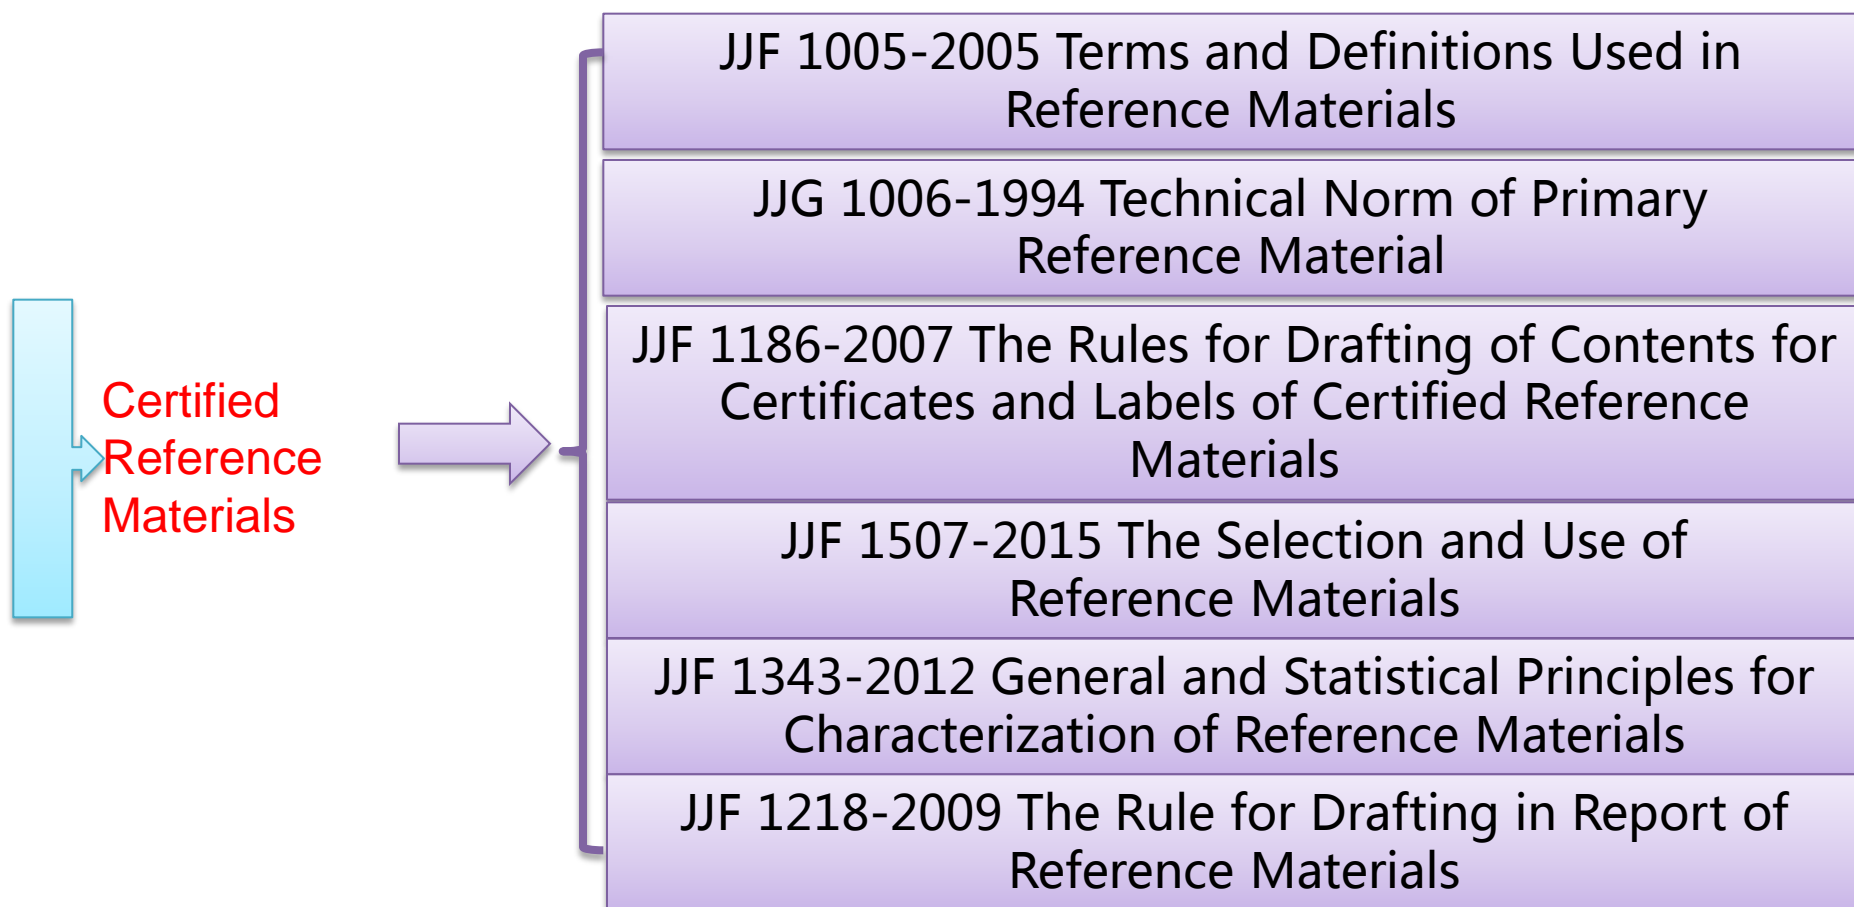 Certified
Reference
Materials
JJF 1005-2005 Terms and Definitions Used in
Reference Materials
JJG 1006-1994 Technical Norm of Primary
Reference Material
JJF 1186-2007 The Rules for Drafting of Contents for
Certificates and Labels of Certified Reference
Materials
JJF 1507-2015 The Selection and Use of
Reference Materials
JJF 1343-2012 General and Statistical Principles for
Characterization of Reference Materials
JJF 1218-2009 The Rule for Drafting in Report of
Reference Materials